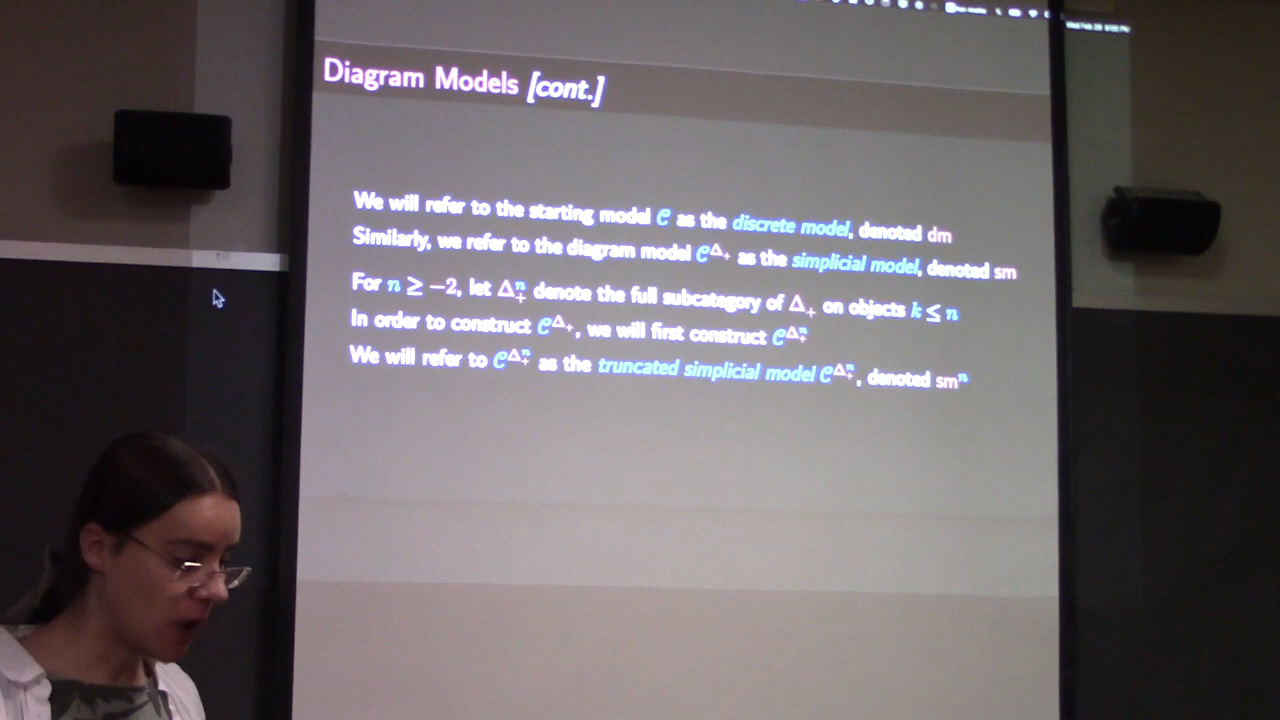 Diagram Models [cont.]
We will refer to the starting model 𝒞 as the discrete model, denoted dm
Similarly, we refer to the diagram model 𝒞^Δ₊ as the simplicial model, denoted sm
For n ≥ −2, let Δ₊ⁿ denote the full subcategory of Δ₊ on objects k ≤ n
In order to construct 𝒞^Δ₊, we will first construct 𝒞^Δ₊ⁿ
We will refer to 𝒞^Δ₊ⁿ as the truncated simplicial model 𝒞^Δ₊ⁿ, denoted smⁿ